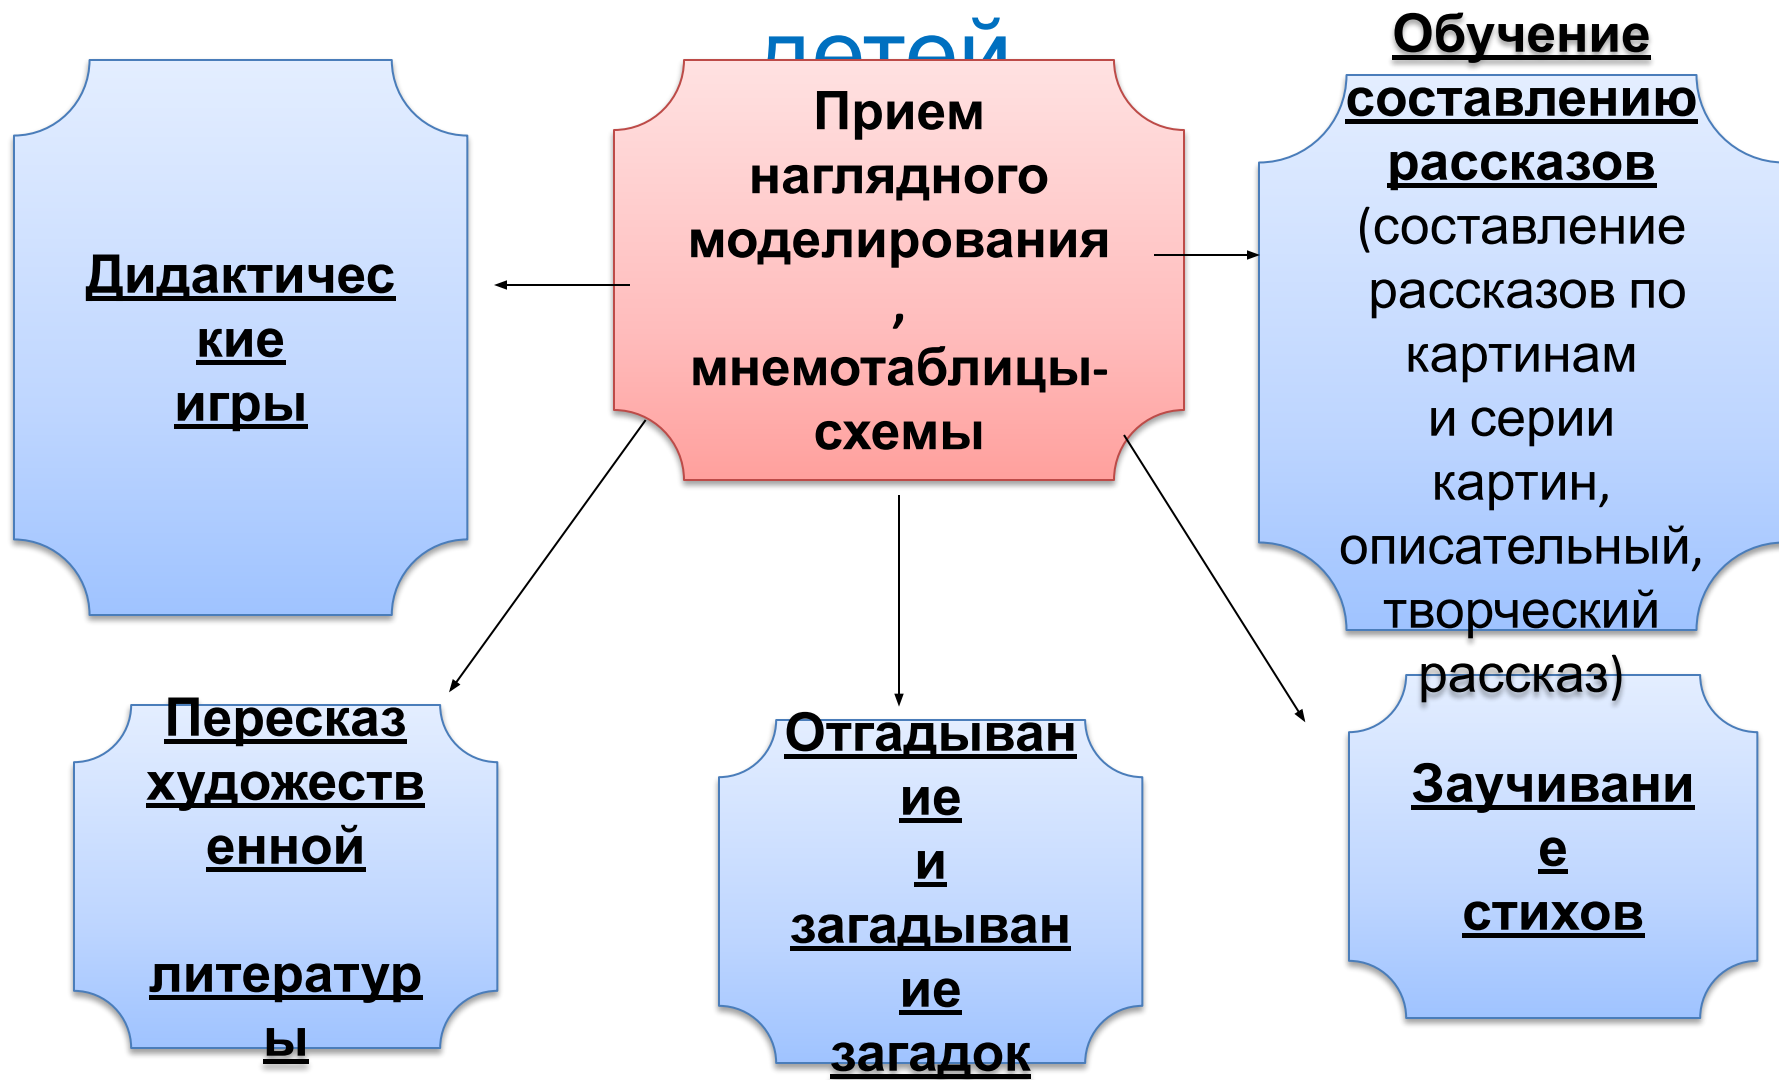 детей
Дидактичес
кие
игры
Прием
наглядного
моделирования
,
мнемотаблицы-
схемы
Обучение
составлению
рассказов
(составление
рассказов по
картинам
и серии
картин,
описательный,
творческий
рассказ)
Пересказ
художеств
енной
литератур
ы
Отгадыван
ие
и
загадыван
ие
загадок
Заучивани
е
стихов